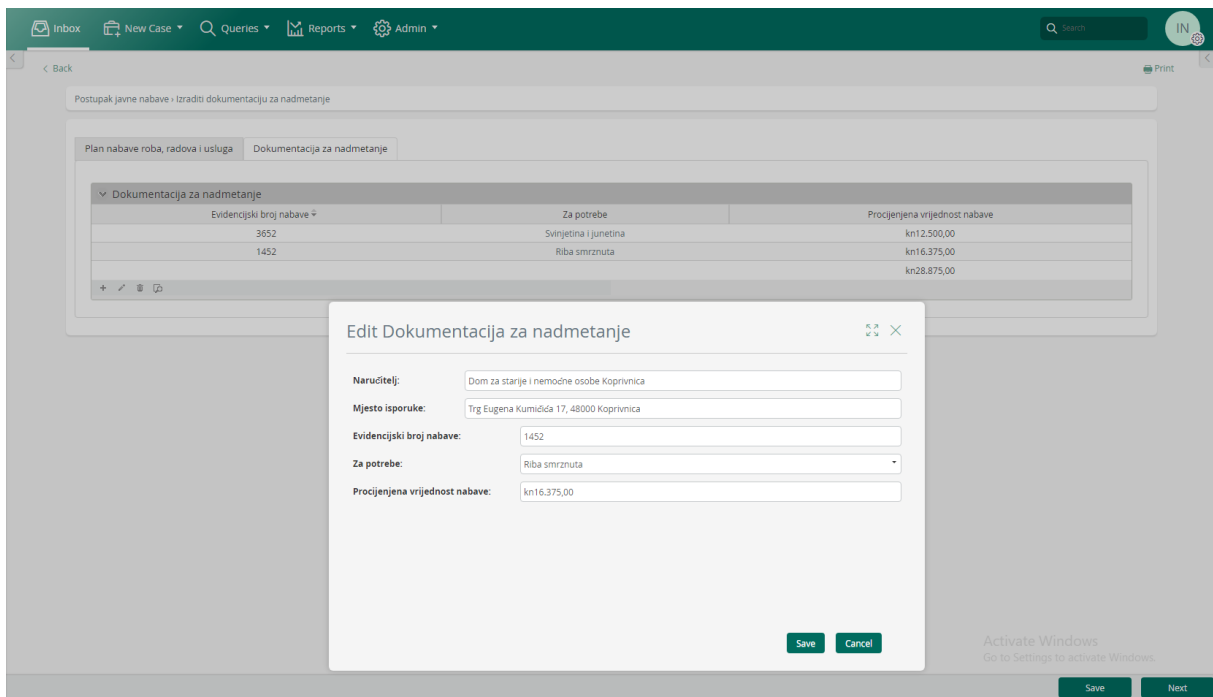 Inbox New Case Queries Reports Admin Search IN
Back Print
Postupak javne nabave › Izraditi dokumentaciju za nadmetanje
Plan nabave roba, radova i usluga Dokumentacija za nadmetanje
Dokumentacija za nadmetanje
Evidencijski broj nabave Za potrebe Procijenjena vrijednost nabave
3652 Svinjetina i junetina kn12.500,00
1452 Riba smrznuta kn16.375,00
kn28.875,00
Edit Dokumentacija za nadmetanje
Naručitelj: Dom za starije i nemoćne osobe Koprivnica
Mjesto isporuke: Trg Eugena Kumičića 17, 48000 Koprivnica
Evidencijski broj nabave: 1452
Za potrebe: Riba smrznuta
Procijenjena vrijednost nabave: kn16.375,00
Save Cancel
Activate Windows
Go to Settings to activate Windows.
Save Next